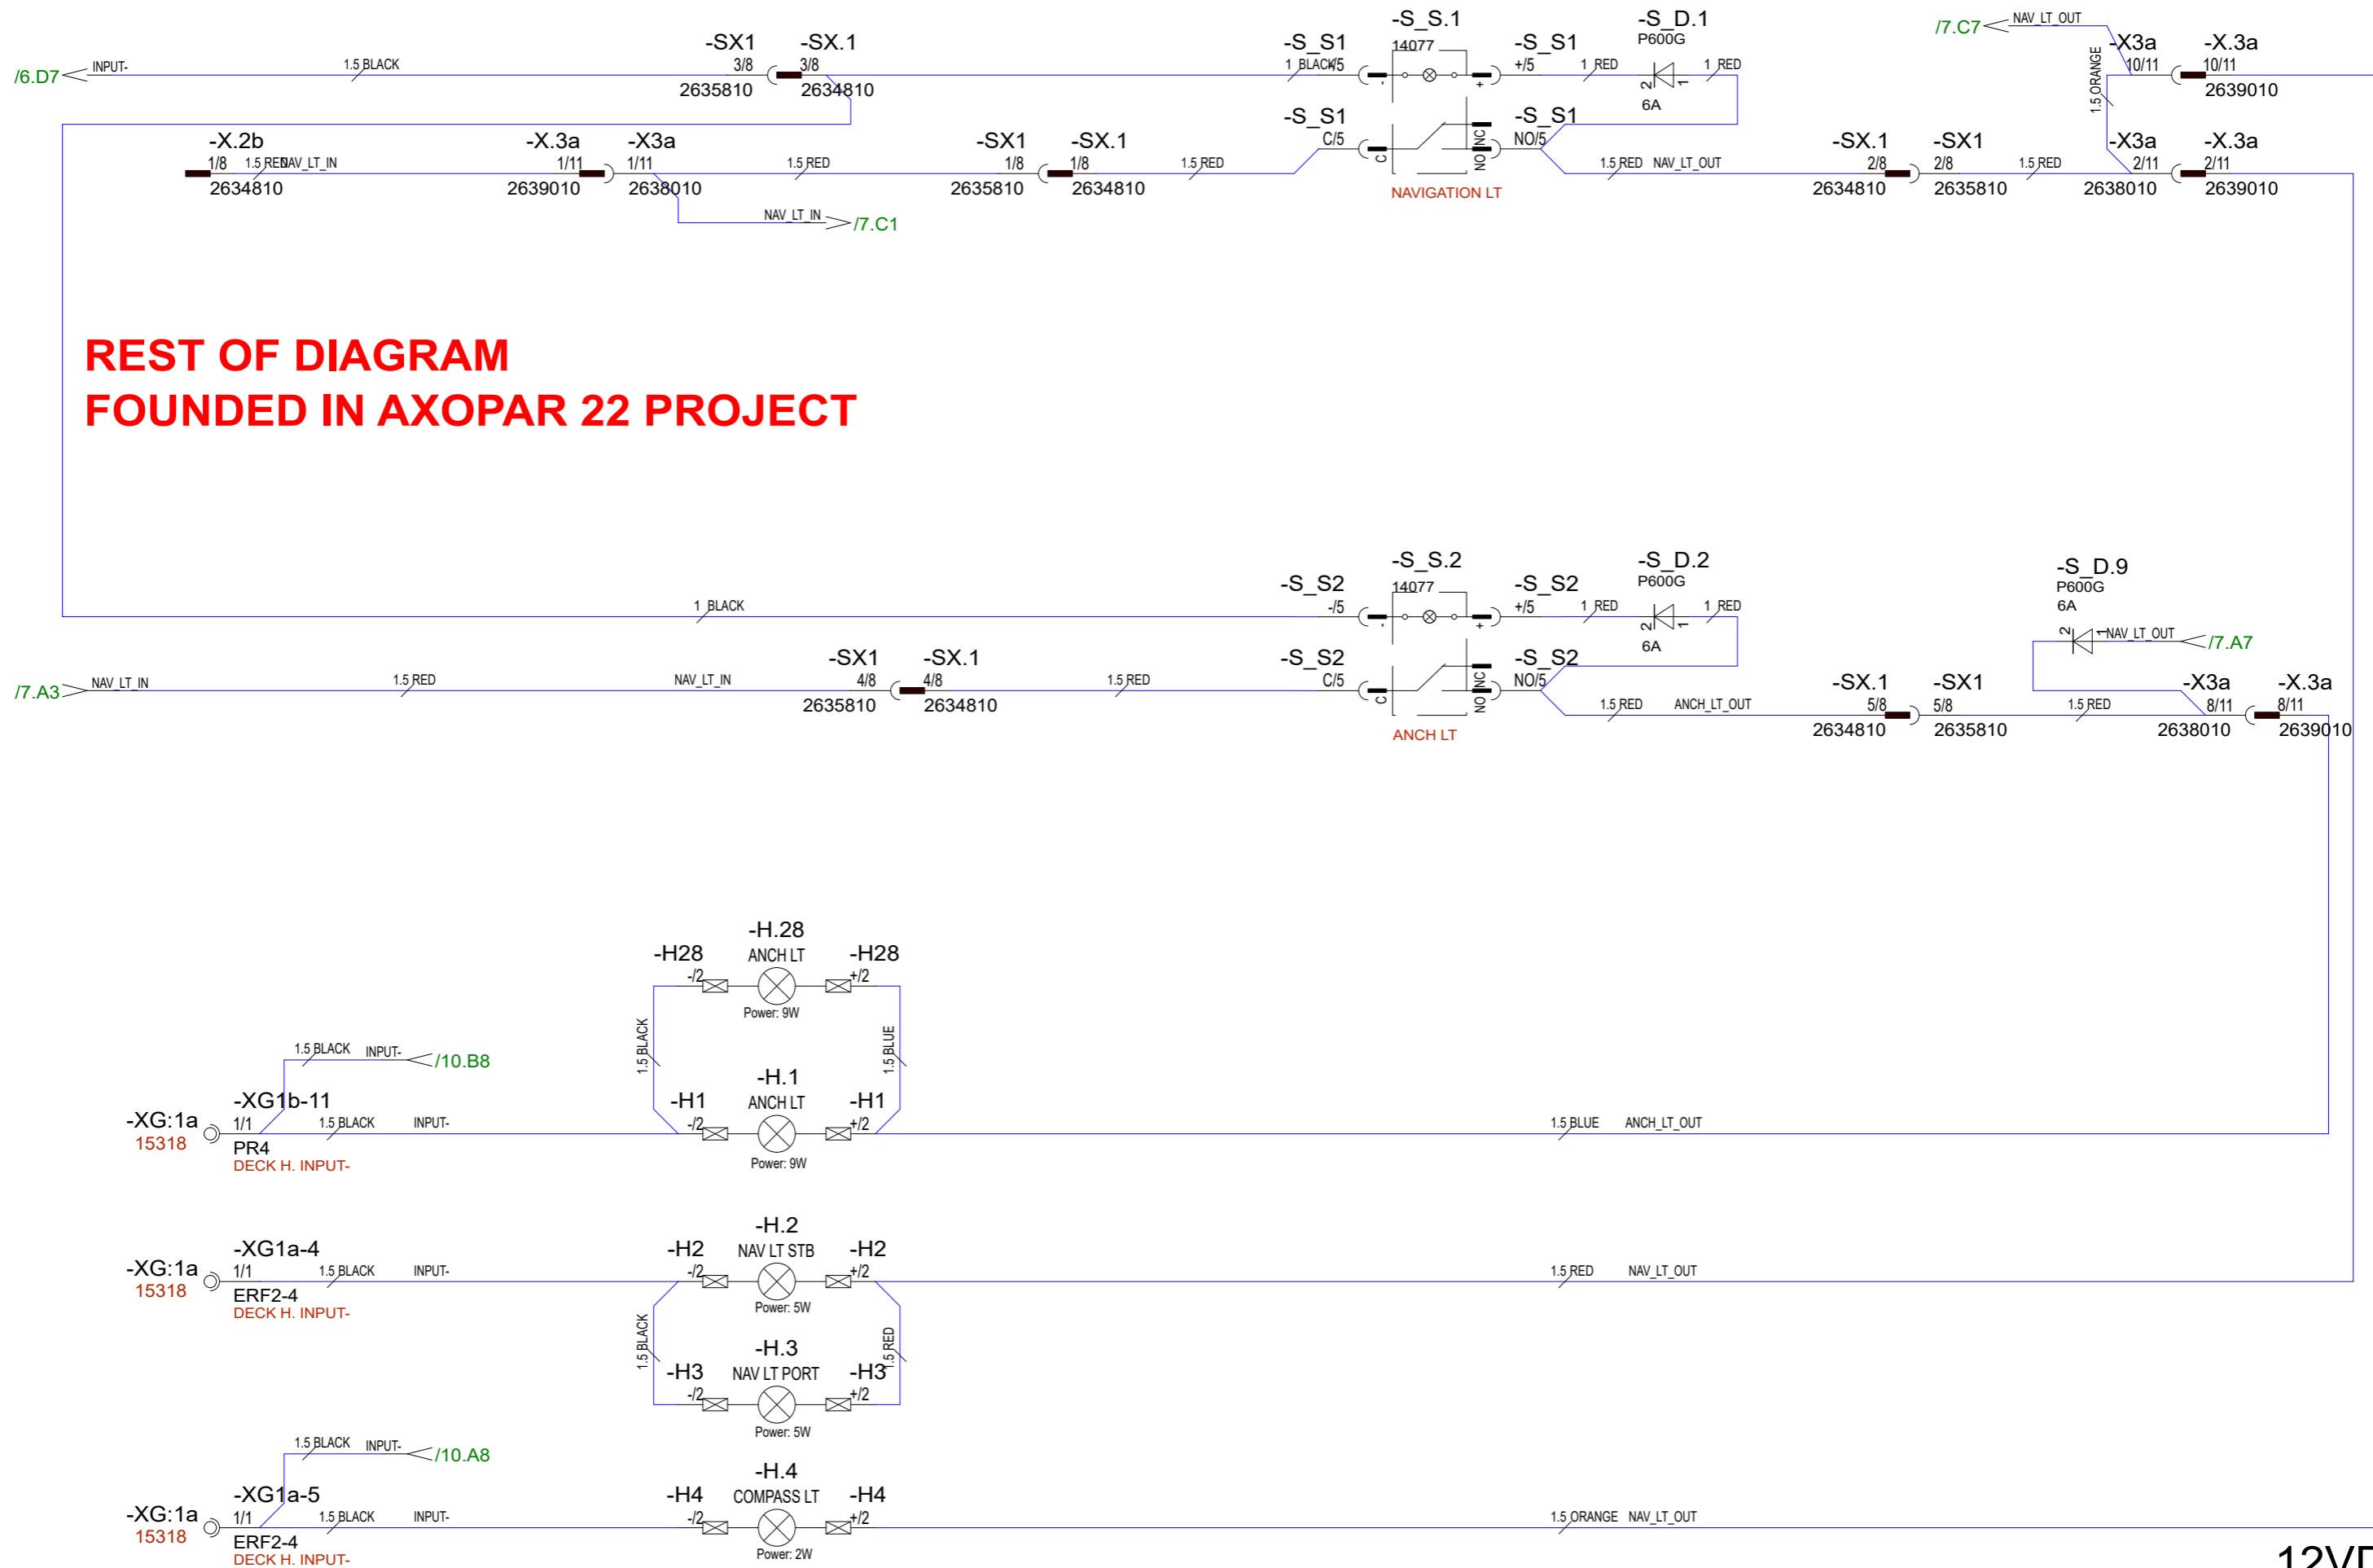 -S_S.1
14077
-S_D.1
P600G
6A
2
1
/7.C7
NAV_LT_OUT
-SX1
3/8
2635810
-SX.1
3/8
2634810
-S_S1
-/5
-S_S1
+/5
-X3a
10/11
-X.3a
10/11
2639010
/6.D7
INPUT-
1.5 BLACK
1 BLACK
-
+
1 RED
1 RED
1.5 ORANGE
-X.2b
1/8
2634810
1.5 RED
NAV_LT_IN
-X.3a
1/11
2639010
-X3a
1/11
2638010
1.5 RED
-SX1
1/8
2635810
-SX.1
1/8
2634810
1.5 RED
-S_S1
C/5
C
NO
NC
-S_S1
NO/5
NAVIGATION LT
1.5 RED
NAV_LT_OUT
-SX.1
2/8
2634810
-SX1
2/8
2635810
1.5 RED
-X3a
2/11
2638010
-X.3a
2/11
2639010
NAV_LT_IN
/7.C1
REST OF DIAGRAM
FOUNDED IN AXOPAR 22 PROJECT
-S_S.2
14077
-S_D.2
P600G
6A
2
1
-S_D.9
P600G
6A
2
1
NAV_LT_OUT
/7.A7
1 BLACK
-S_S2
-/5
-
+
-S_S2
+/5
1 RED
1 RED
/7.A3
NAV_LT_IN
1.5 RED
NAV_LT_IN
-SX1
4/8
2635810
-SX.1
4/8
2634810
1.5 RED
-S_S2
C/5
C
NO
NC
-S_S2
NO/5
ANCH LT
1.5 RED
ANCH_LT_OUT
-SX.1
5/8
2634810
-SX1
5/8
2635810
1.5 RED
-X3a
8/11
2638010
-X.3a
8/11
2639010
-H.28
ANCH LT
-H28
-/2
-H28
+/2
Power: 9W
1.5 BLACK
1.5 BLUE
1.5 BLACK
INPUT-
/10.B8
-H.1
ANCH LT
-H1
-/2
-H1
+/2
Power: 9W
-XG:1a
15318
-XG1b-11
1/1
PR4
DECK H. INPUT-
1.5 BLACK
INPUT-
1.5 BLUE
ANCH_LT_OUT
-H.2
NAV LT STB
-H2
-/2
-H2
+/2
Power: 5W
-XG:1a
15318
-XG1a-4
1/1
ERF2-4
DECK H. INPUT-
1.5 BLACK
INPUT-
1.5 RED
NAV_LT_OUT
1.5 BLACK
1.5 RED
-H.3
NAV LT PORT
-H3
-/2
-H3
+/2
Power: 5W
1.5 BLACK
INPUT-
/10.A8
-H.4
COMPASS LT
-H4
-/2
-H4
+/2
Power: 2W
-XG:1a
15318
-XG1a-5
1/1
ERF2-4
DECK H. INPUT-
1.5 BLACK
INPUT-
1.5 ORANGE
NAV_LT_OUT